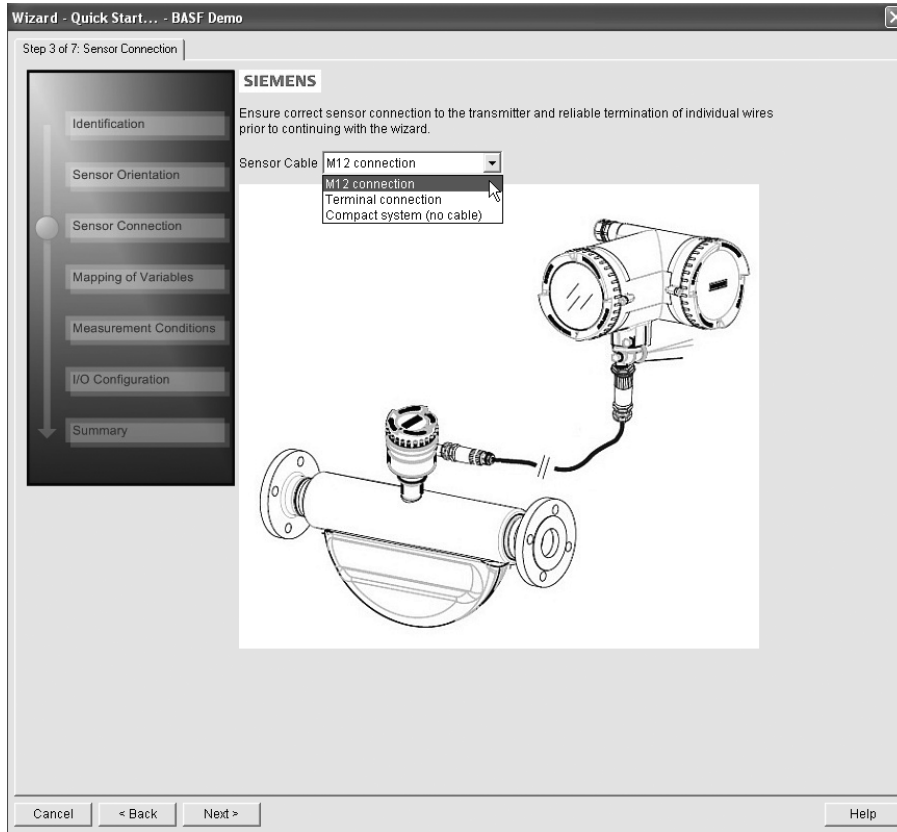 Wizard - Quick Start... - BASF Demo
Step 3 of 7: Sensor Connection
Identification
Sensor Orientation
Sensor Connection
Mapping of Variables
Measurement Conditions
I/O Configuration
Summary
SIEMENS
Ensure correct sensor connection to the transmitter and reliable termination of individual wires
prior to continuing with the wizard.
Sensor Cable M12 connection
M12 connection
Terminal connection
Compact system (no cable)
Cancel < Back Next > Help